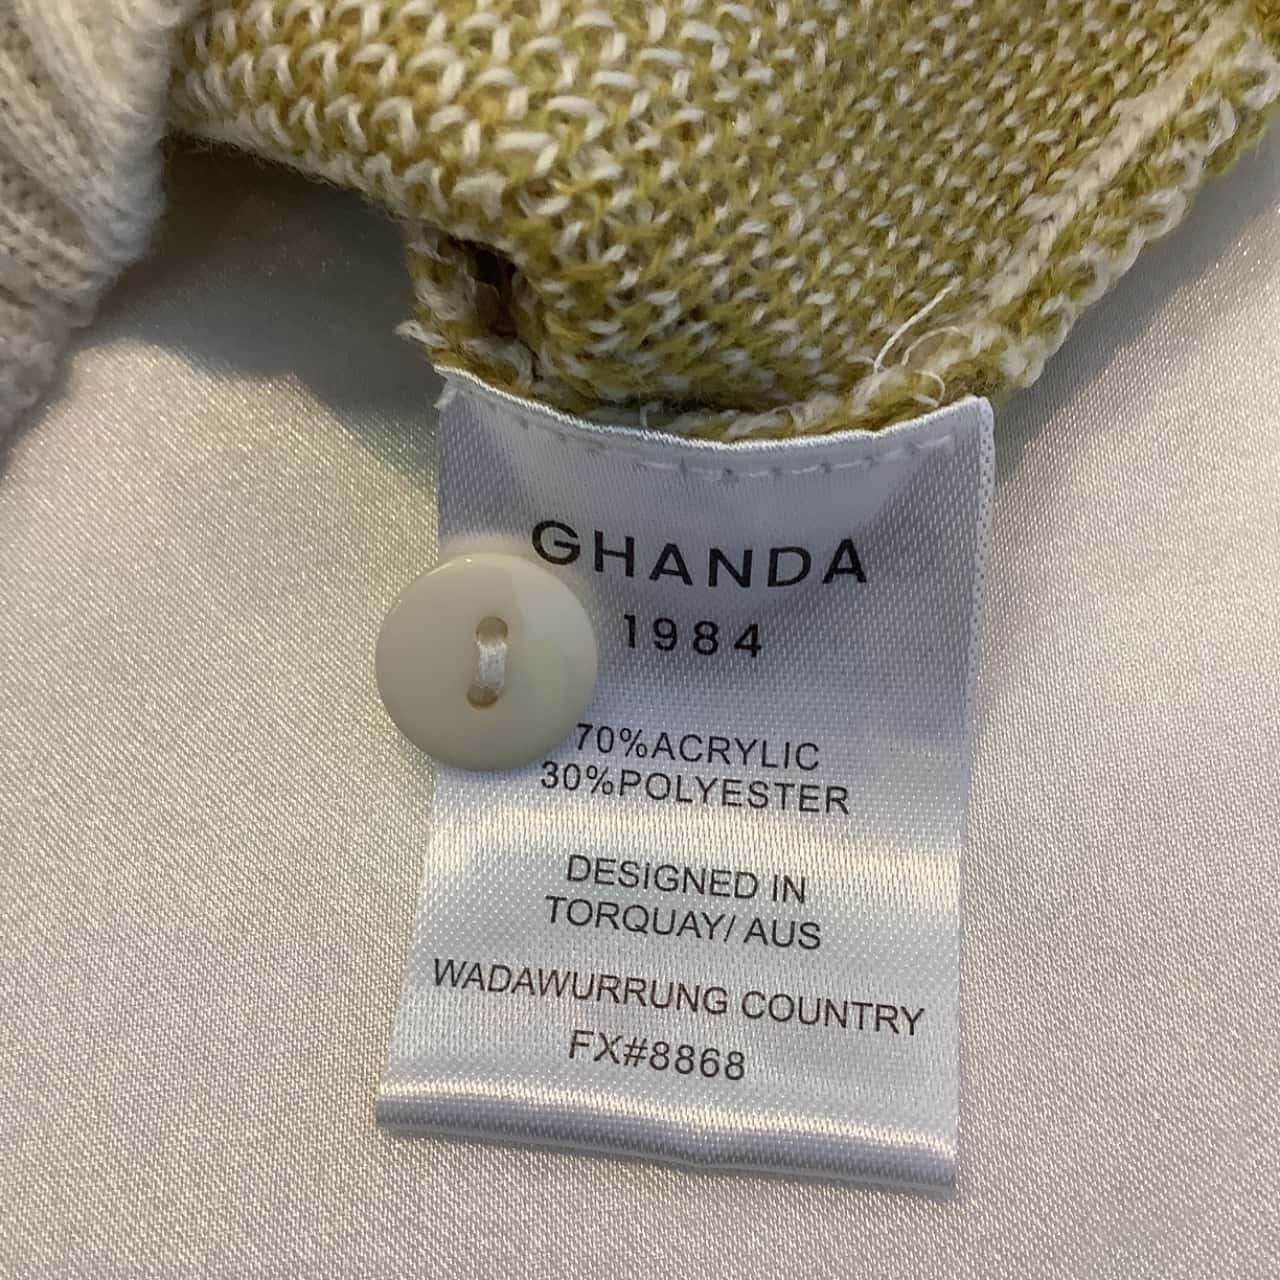 GHANDA
1984
70%ACRYLIC
30%POLYESTER
DESIGNED IN
TORQUAY/ AUS
WADAWURRUNG COUNTRY
FX#8868